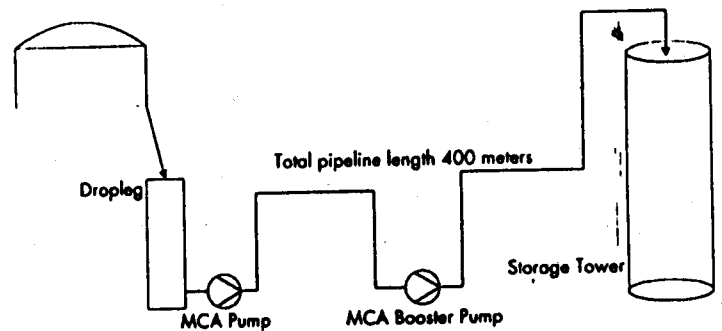 Total pipeline length 400 meters
Dropleg
Storage Tower
MCA Pump
MCA Booster Pump